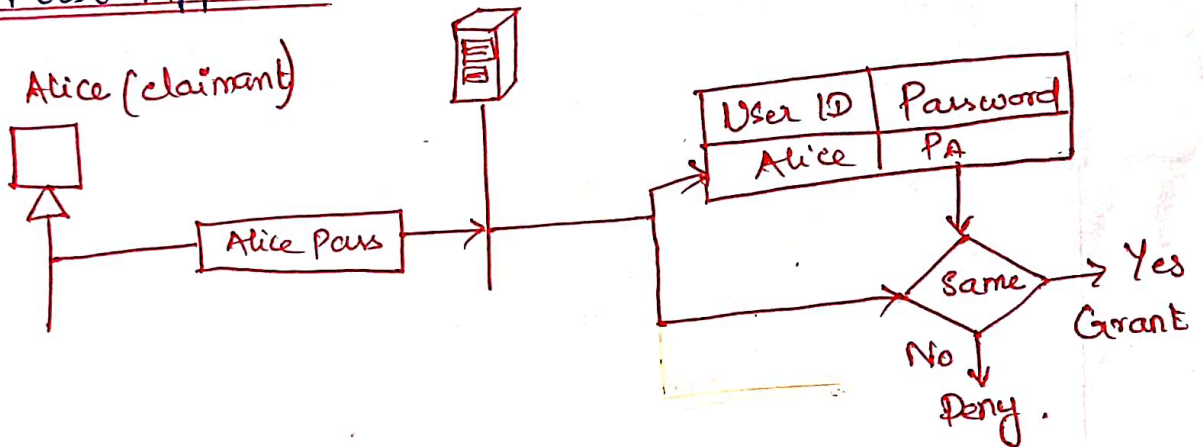 Alice (claimant)
User ID Password
Alice PA
Alice Pass
Same
Yes
Grant
No
Deny.